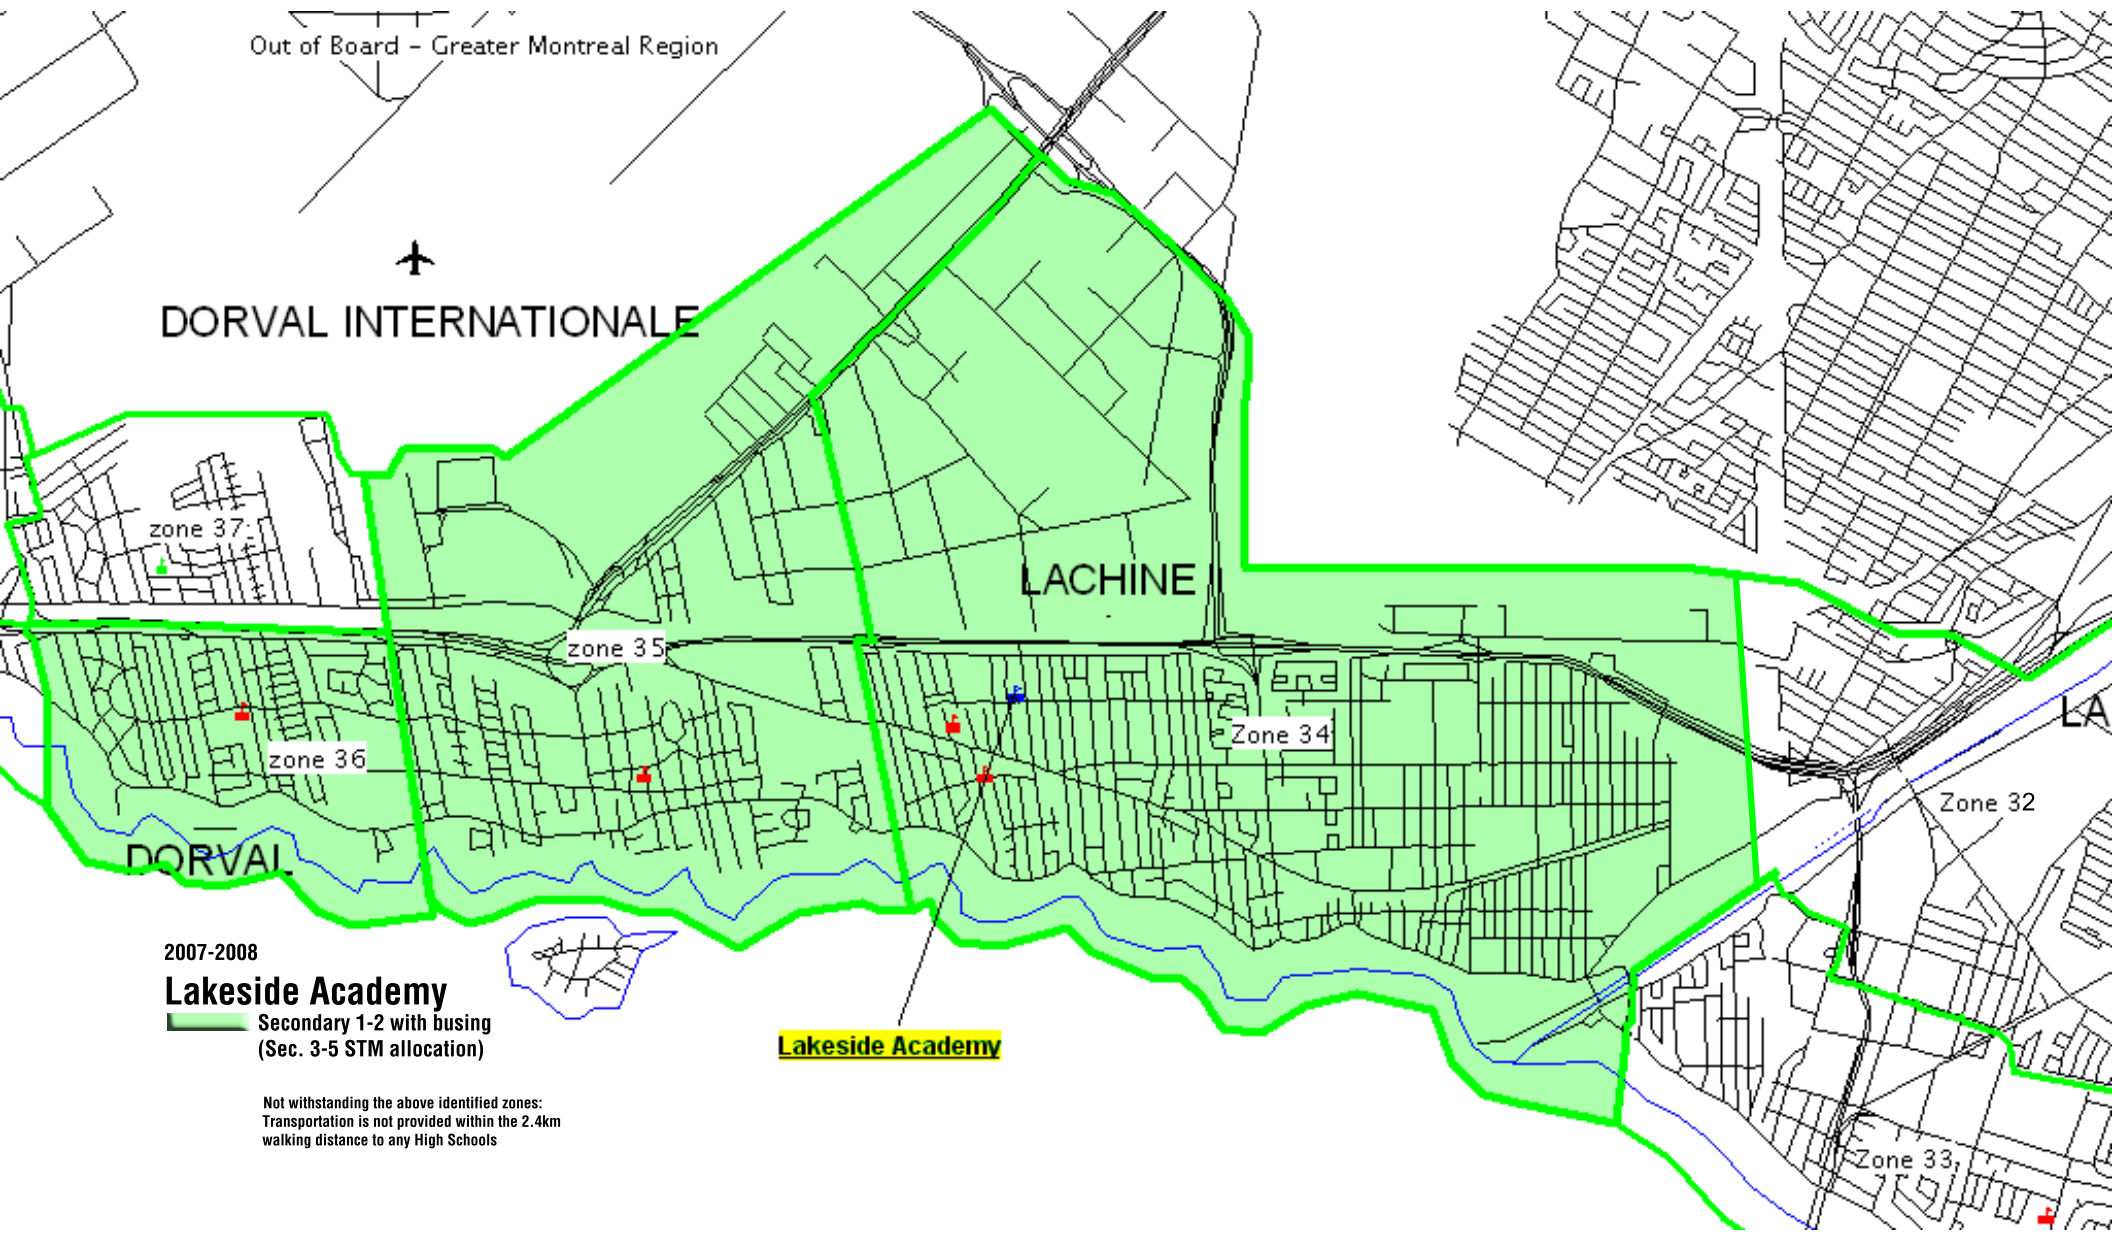 Out of Board - Greater Montreal Region
DORVAL INTERNATIONALE
zone 37
LACHINE
zone 35
LA
Zone 34
zone 36
Zone 32
DORVAL
2007-2008
Lakeside Academy
Secondary 1-2 with busing
(Sec. 3-5 STM allocation)
Lakeside Academy
Not withstanding the above identified zones:
Transportation is not provided within the 2.4km
walking distance to any High Schools
Zone 33